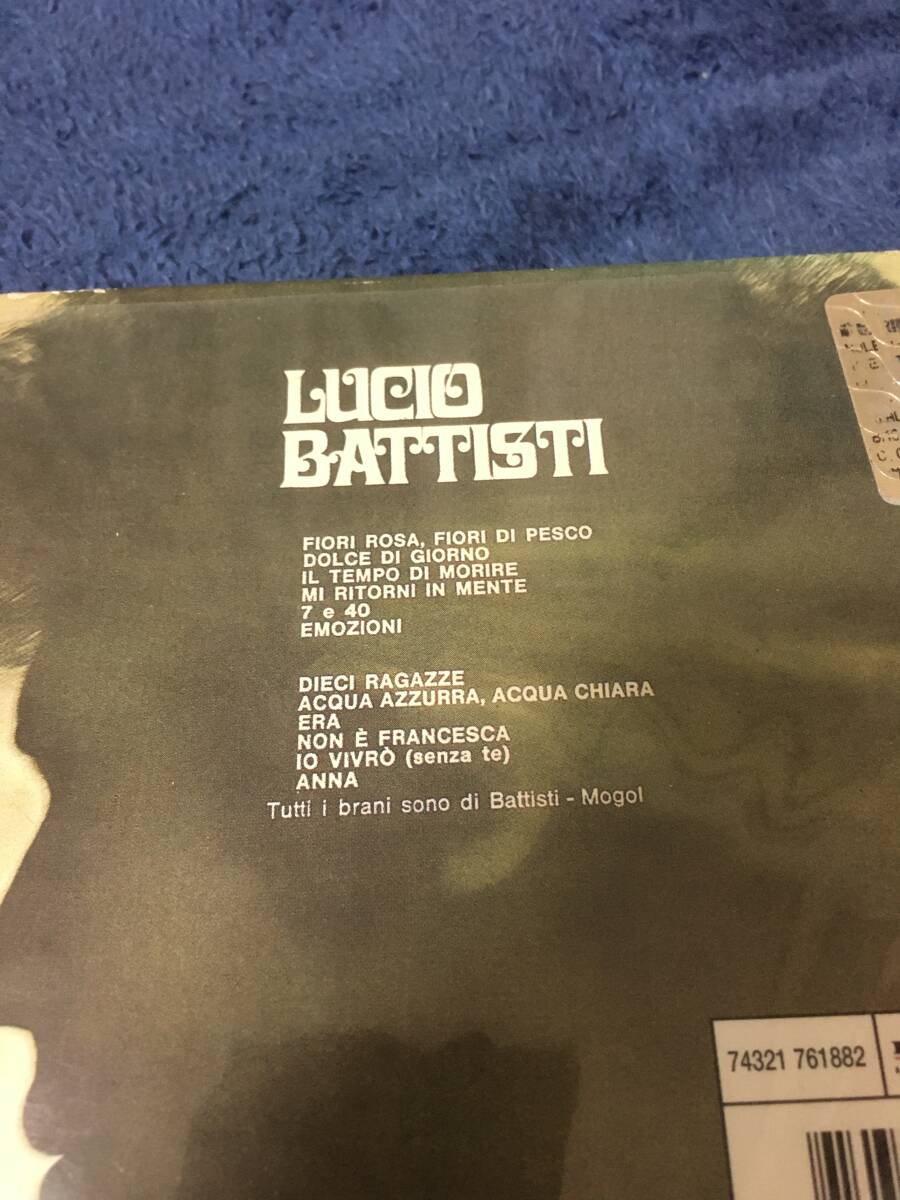 LUCIO
BATTISTI
FIORI ROSA, FIORI DI PESCO
DOLCE DI GIORNO
IL TEMPO DI MORIRE
MI RITORNI IN MENTE
7 e 40
EMOZIONI
DIECI RAGAZZE
ACQUA AZZURRA, ACQUA CHIARA
ERA
NON È FRANCESCA
IO VIVRÒ (senza te)
ANNA
Tutti i brani sono di Battisti - Mogol
74321 761882